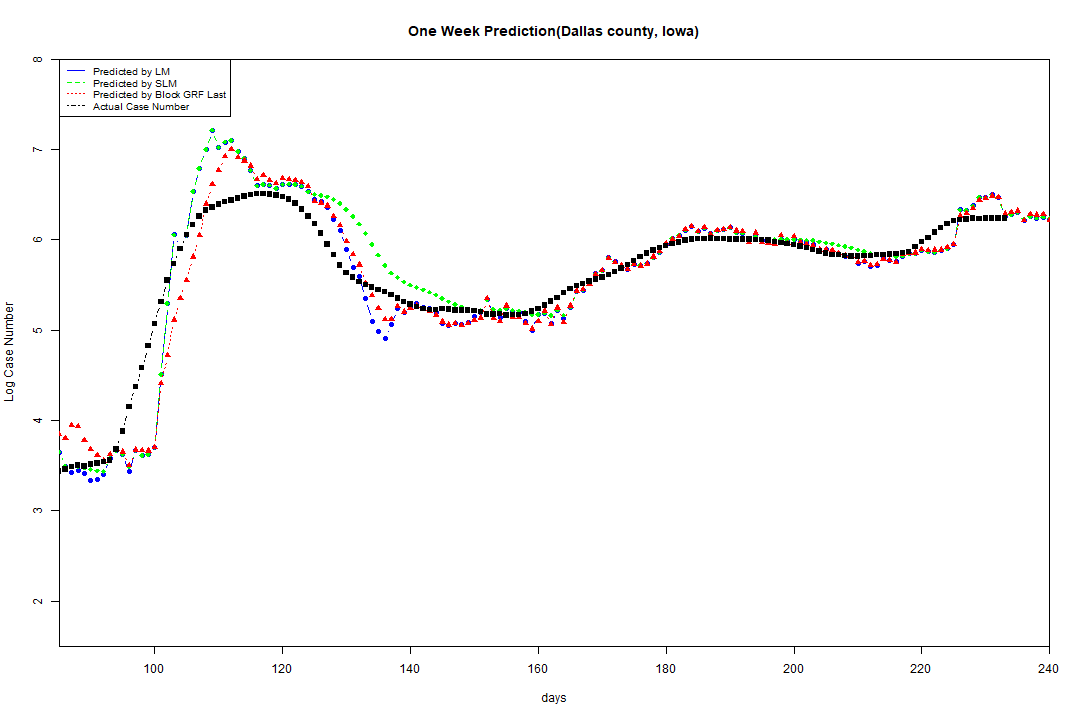 One Week Prediction(Dallas county, Iowa)
Predicted by LM
Predicted by SLM
Predicted by Block GRF Last
Actual Case Number
Log Case Number
8
7
6
5
4
3
2
100 120 140 160 180 200 220 240
days